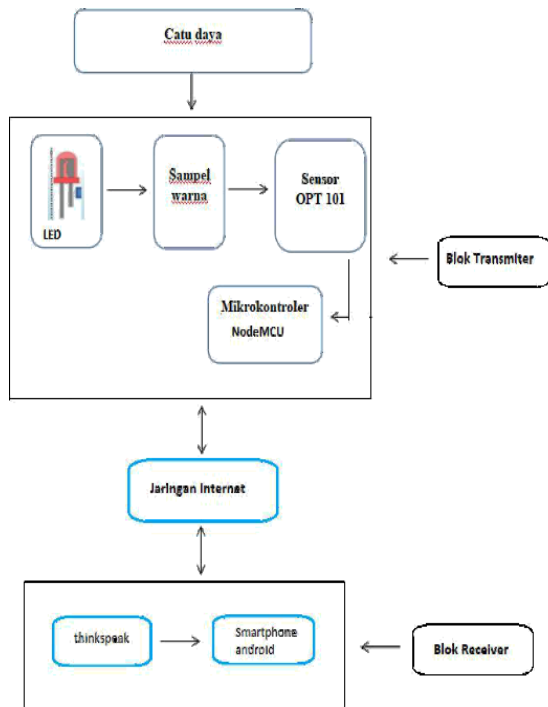 Catu daya
LED
Sampel
warna
Sensor
OPT 101
Blok Transmiter
Mikrokontroler
NodeMCU
Jaringan internet
thinkspeak
Smartphone
android
Blok Receiver